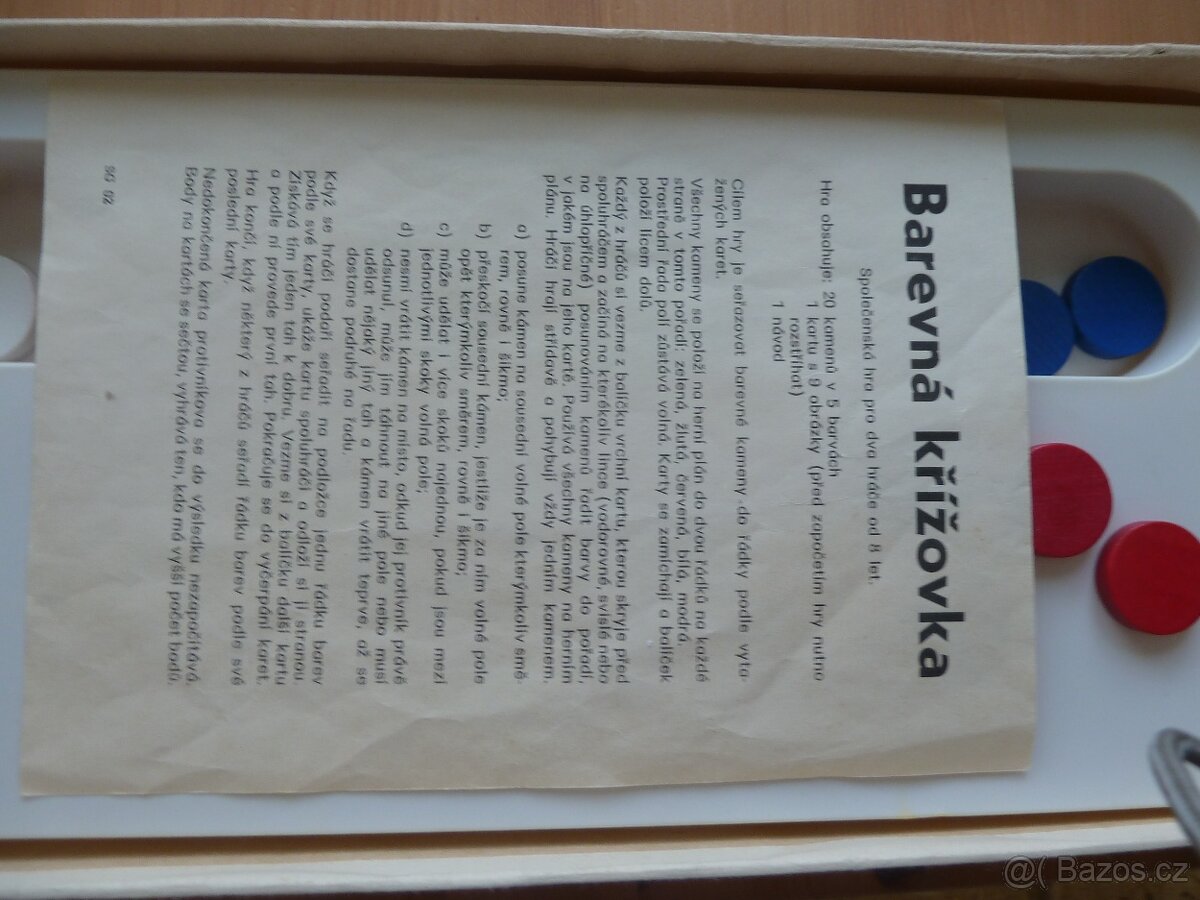 Barevná křížovka
Společenská hra pro dva hráče od 8 let.
Hra obsahuje: 20 kamenů v 5 barvách
1 kartu s 9 obrázky (před započetím hry nutno
rozstříhat)
1 návod
Cílem hry je seřazovat barevné kameny do řádky podle vyta-
žených karet.
Všechny kameny se položí na herní plán do dvou řádků na každé
straně v tomto pořadí: zelená, žlutá, červená, bílá, modrá.
Prostřední řada polí zůstává volná. Karty se zamíchají a balíček
položí lícem dolů.
Každý z hráčů si vezme z balíčku vrchní kartu, kterou skryje před
spoluhráčem a začíná na kterékoliv lince (vodorovné svislé nebo
na úhlopříčně) posunováním kamenů řadit barvy do pořadí,
v jakém jsou na jeho kartě. Používá všechny kameny na herním
plánu. Hráči hrají střídavě a pohybují vždy jedním kamenem.
a) posune kámen na sousední volné pole kterýmkoliv smě-
rem, rovně i šikmo;
b) přeskočí sousední kámen, jestliže je za ním volné pole
opět kterýmkoliv směrem, rovně i šikmo;
c) může udělat i více skoků najednou, pokud jsou mezi
jednotlivými skoky volná pole;
d) nesmí vrátit kámen na místo, odkud jej protivník právě
odsunul, může jím táhnout na jiné pole nebo musí
udělat nějaký jiný tah a kámen vrátit teprve, až se
dostane podruhé na řadu.
Když se hráči podaří seřadit na podložce jednu řádku barev
podle své karty, ukáže kartu spoluhráči a odloží si ji stranou.
Získává tím jeden tah k dobru. Vezme si z balíčku další kartu
a podle ní provede první tah. Pokračuje se do vyčerpání karet.
Hra končí, když některý z hráčů seřadí řádku barev podle své
poslední karty.
Nedokončená karta protivníkova se do výsledku nezapočítává.
Body na kartách se sečtou, vyhrává ten, kdo má vyšší počet bodů.
SG 92
@( Bazos.cz